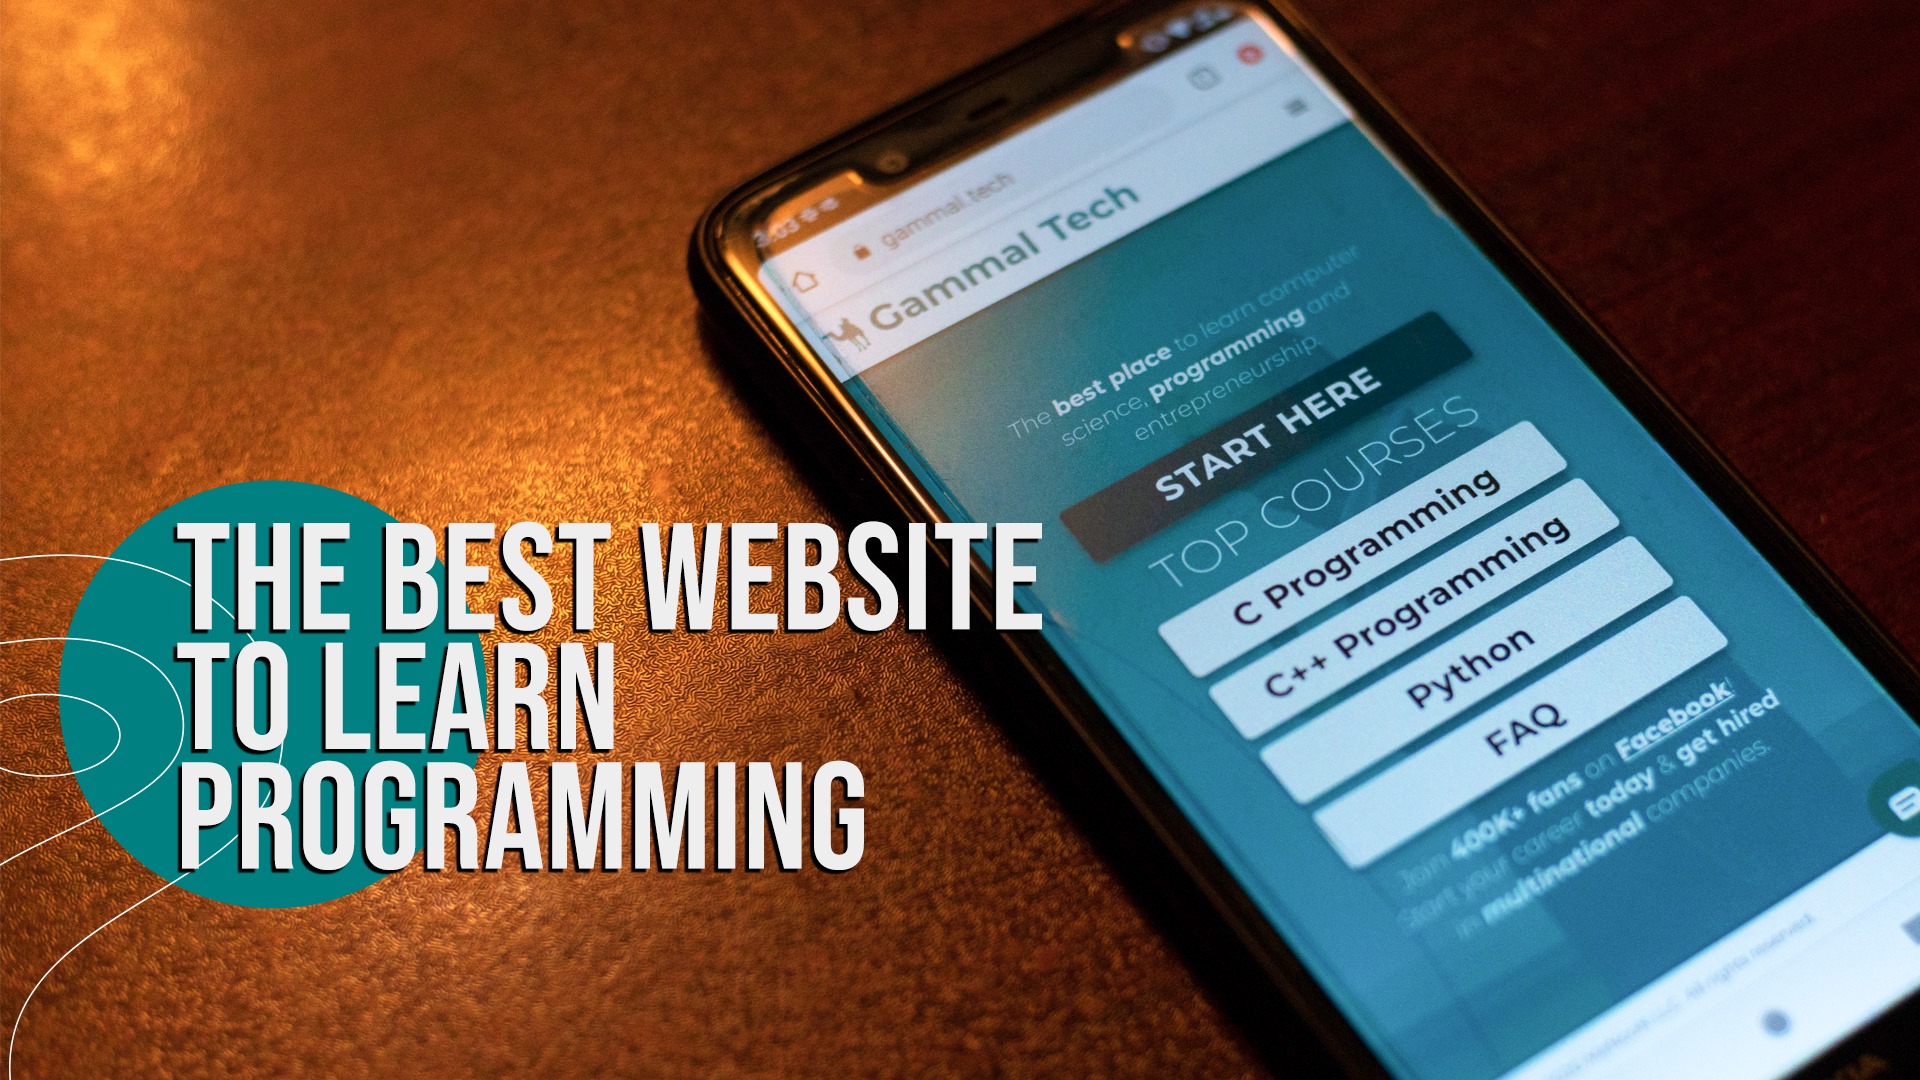 THE BEST WEBSITE
TO LEARN
PROGRAMMING
gammal.tech
Gammal Tech
The best place to learn computer
science, programming and
entrepreneurship.
START HERE
TOP COURSES
C Programming
C++ Programming
Python
FAQ
Join 400K+ fans on Facebook!
Start your career today & get hired
in multinational companies.
All rights reserved.